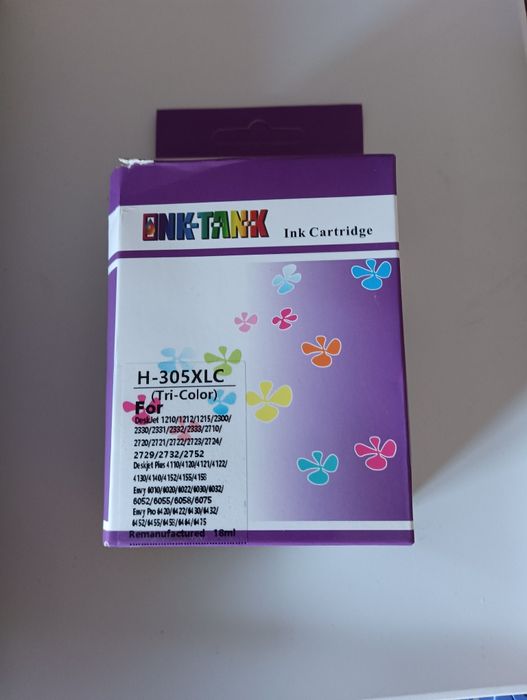 INK-TANK
Ink Cartridge
H-305XLC
(Tri-Color)
For
DeskJet 1210/1212/1215/2300/
2330/2331/2332/2333/2710/
2720/2721/2722/2723/2724/
2729/2732/2752
Deskjet Plus 4110/4120/4121/4122/
4130/4140/4152/4155/4158
Envy 6010/6020/6022/6030/6032/
6052/6055/6058/6075
Envy Pro 6420/6422/6430/6432/
6452/6455/6458/6464/6475
Remanufactured 18ml